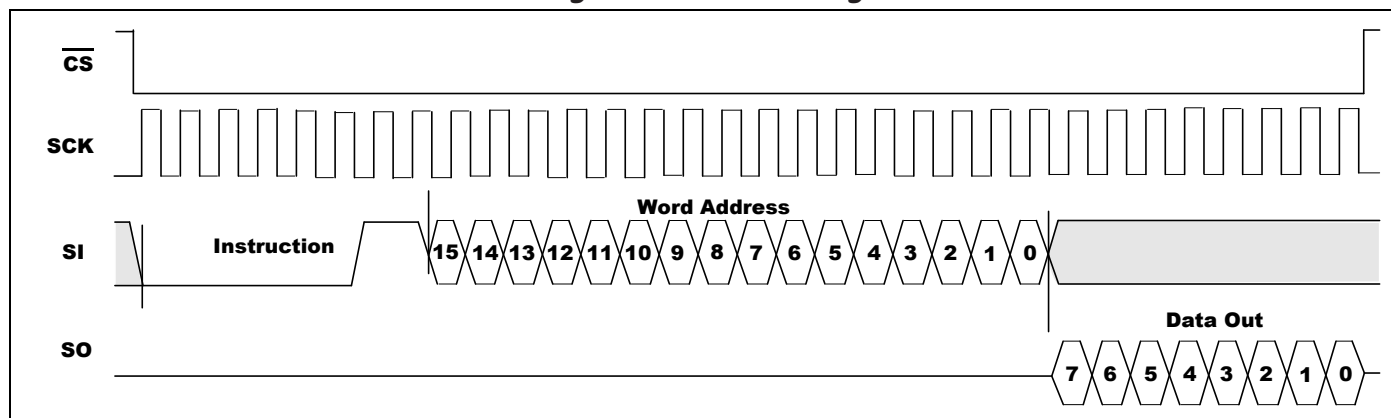 CS
SCK
Word Address
SI Instruction 15 14 13 12 11 10 9 8 7 6 5 4 3 2 1 0
Data Out
SO 7 6 5 4 3 2 1 0